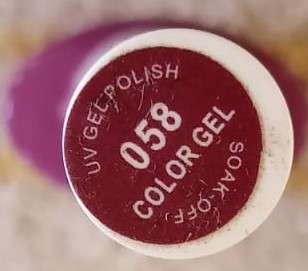 UV GEL POLISH
058
COLOR GEL
SOAK-OFF